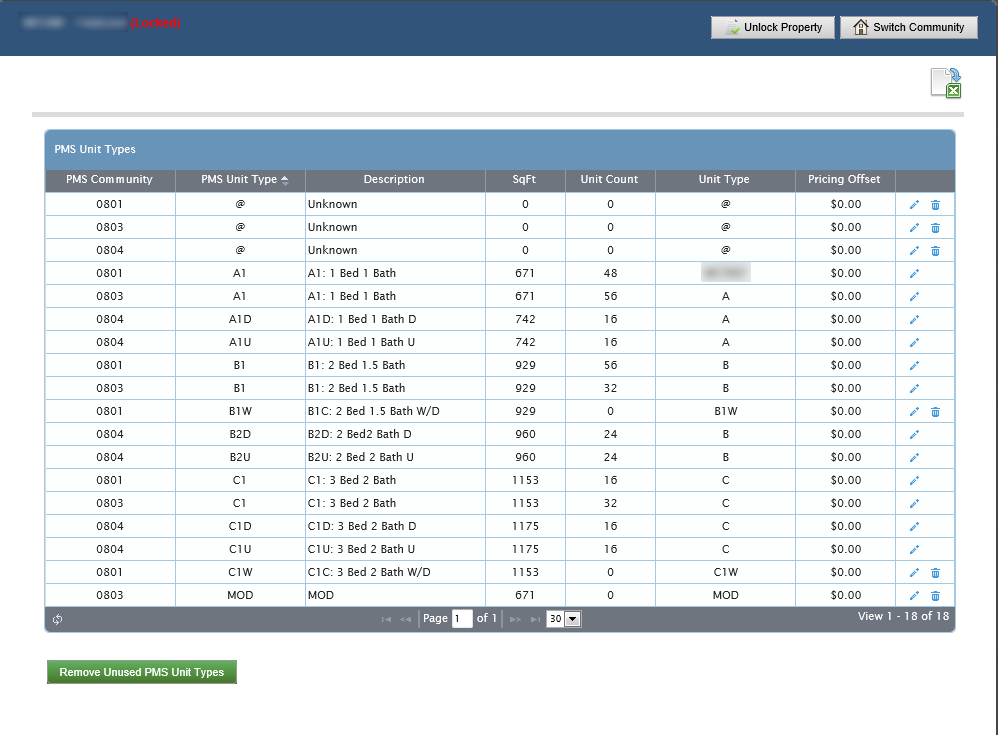 (Locked)
Unlock Property Switch Community
PMS Unit Types
PMS Community PMS Unit Type Description SqFt Unit Count Unit Type Pricing Offset
0801 @ Unknown 0 0 @ $0.00
0803 @ Unknown 0 0 @ $0.00
0804 @ Unknown 0 0 @ $0.00
0801 A1 A1: 1 Bed 1 Bath 671 48 $0.00
0803 A1 A1: 1 Bed 1 Bath 671 56 A $0.00
0804 A1D A1D: 1 Bed 1 Bath D 742 16 A $0.00
0804 A1U A1U: 1 Bed 1 Bath U 742 16 A $0.00
0801 B1 B1: 2 Bed 1.5 Bath 929 56 B $0.00
0803 B1 B1: 2 Bed 1.5 Bath 929 32 B $0.00
0801 B1W B1C: 2 Bed 1.5 Bath W/D 929 0 B1W $0.00
0804 B2D B2D: 2 Bed2 Bath D 960 24 B $0.00
0804 B2U B2U: 2 Bed 2 Bath U 960 24 B $0.00
0801 C1 C1: 3 Bed 2 Bath 1153 16 C $0.00
0803 C1 C1: 3 Bed 2 Bath 1153 32 C $0.00
0804 C1D C1D: 3 Bed 2 Bath D 1175 16 C $0.00
0804 C1U C1U: 3 Bed 2 Bath U 1175 16 C $0.00
0801 C1W C1C: 3 Bed 2 Bath W/D 1153 0 C1W $0.00
0803 MOD MOD 671 0 MOD $0.00
Page 1 of 1 30 View 1 - 18 of 18
Remove Unused PMS Unit Types